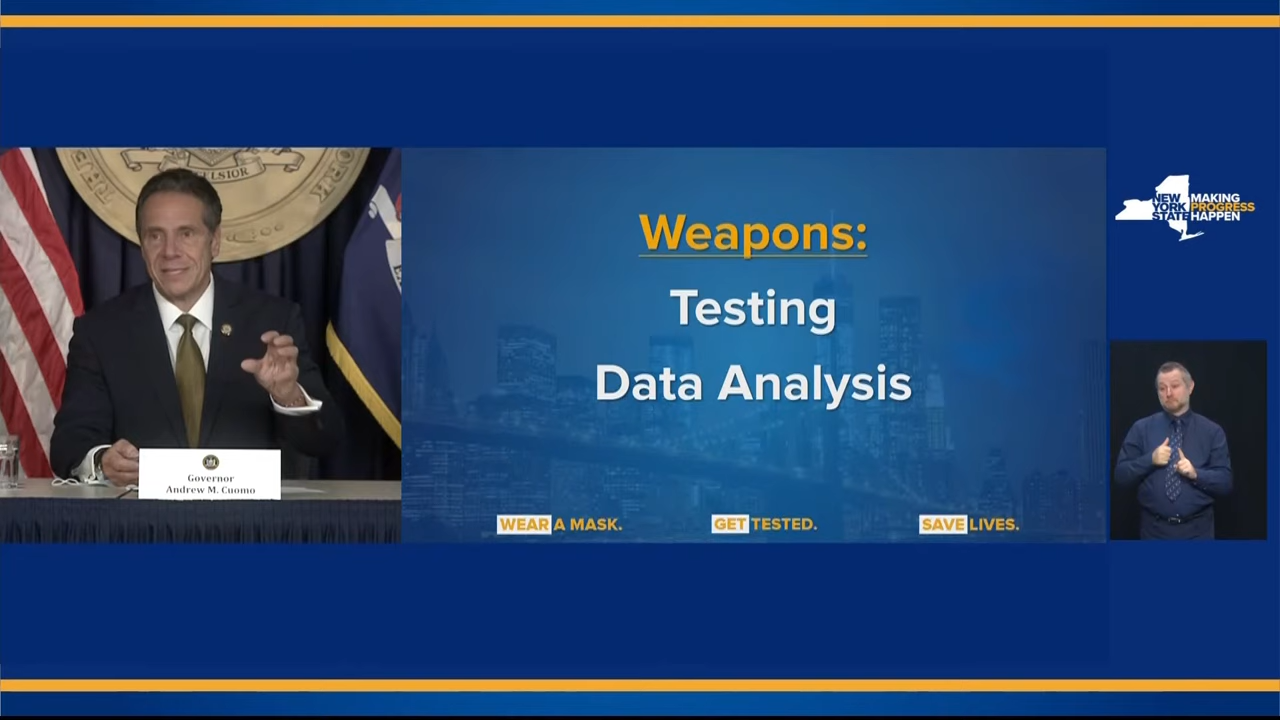 EXCELSIOR
Governor
Andrew M. Cuomo
Weapons:
Testing
Data Analysis
WEAR A MASK.
GET TESTED.
SAVE LIVES.
NEW
YORK
STATE
MAKING
PROGRESS
HAPPEN